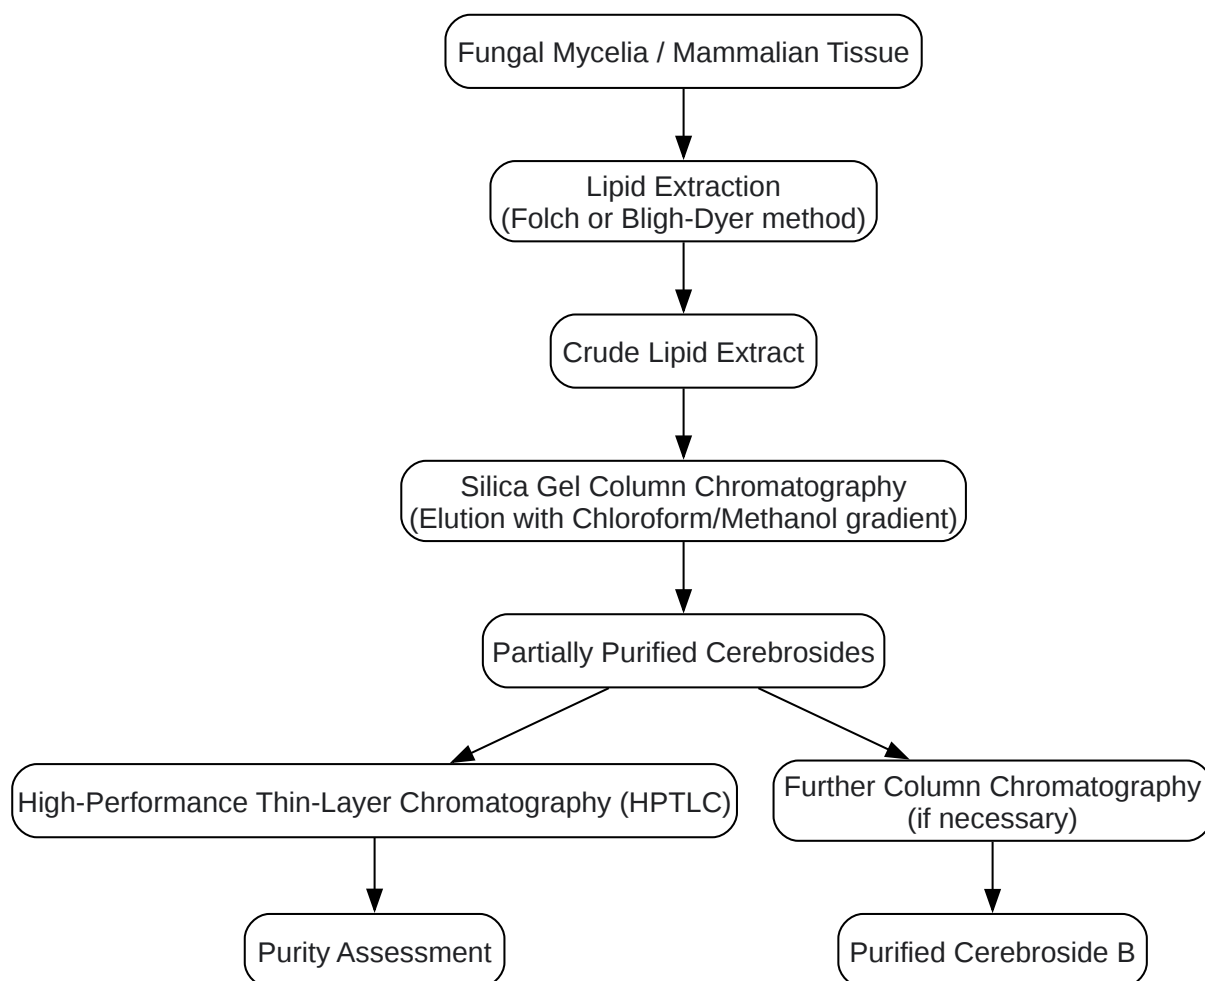 Fungal Mycelia / Mammalian Tissue
Lipid Extraction
(Folch or Bligh-Dyer method)
Crude Lipid Extract
Silica Gel Column Chromatography
(Elution with Chloroform/Methanol gradient)
Partially Purified Cerebrosides
High-Performance Thin-Layer Chromatography (HPTLC)
Further Column Chromatography
(if necessary)
Purity Assessment
Purified Cerebroside B